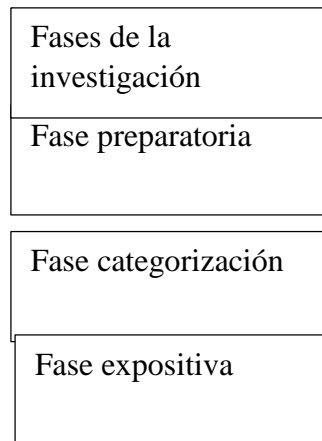 Fases de la
investigación
Fase preparatoria
Fase categorización
Fase expositiva